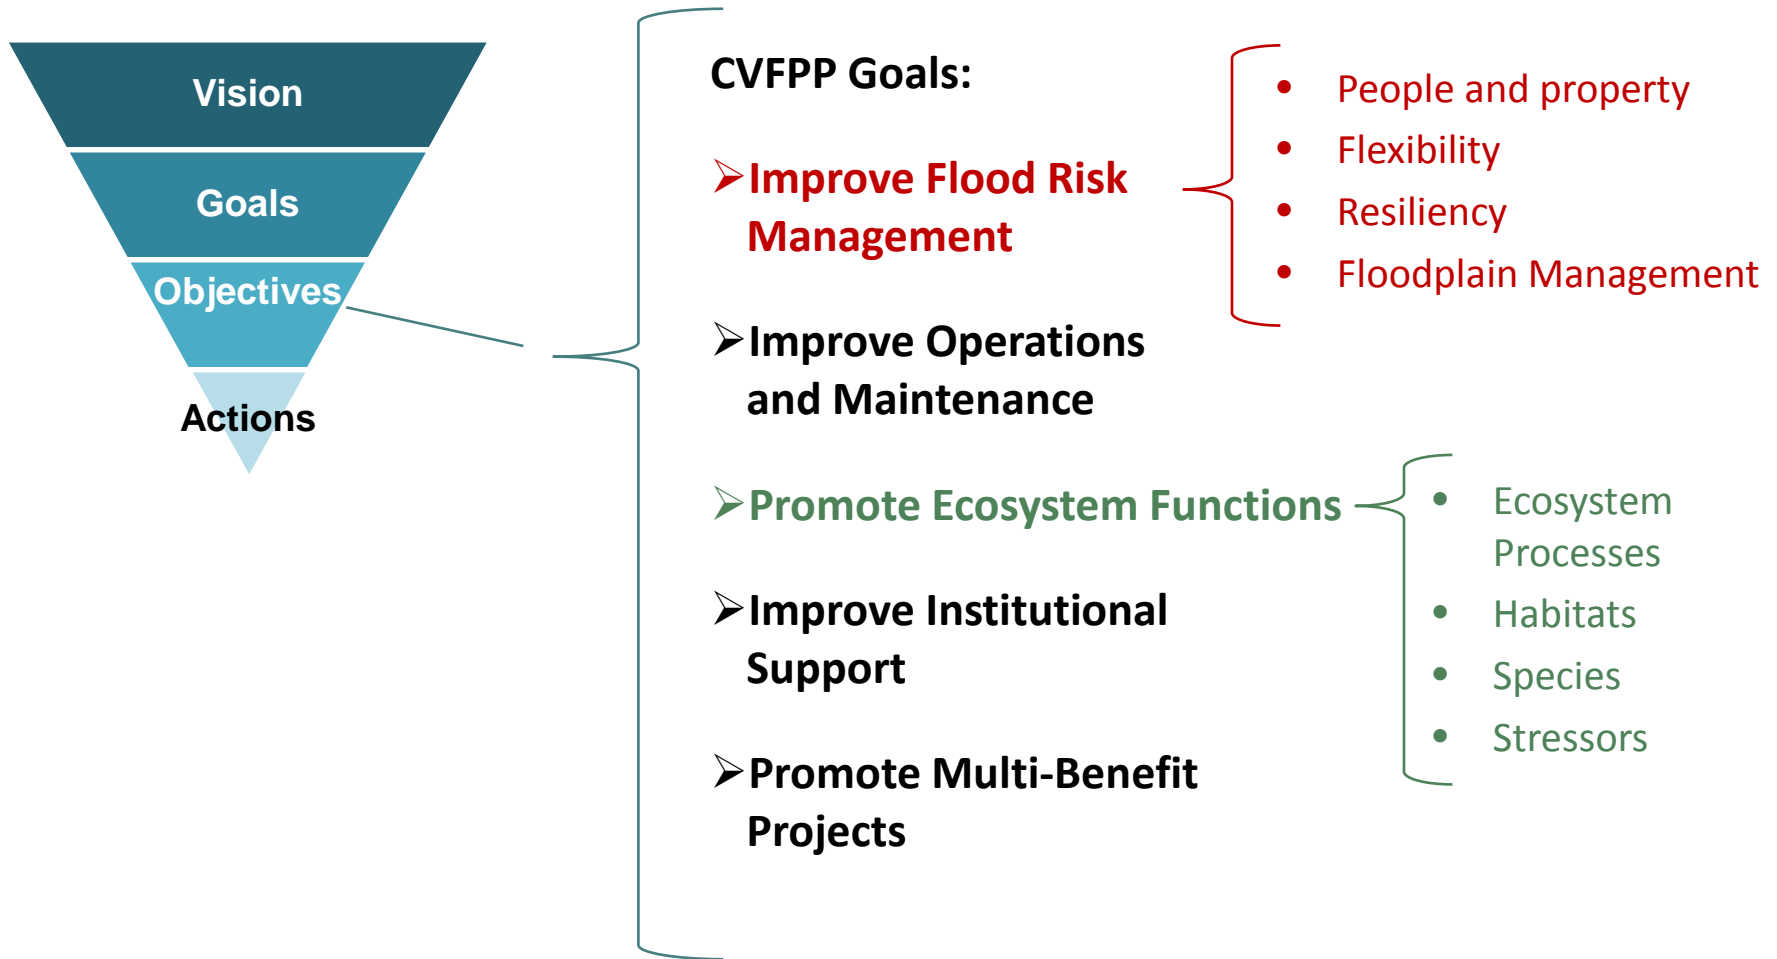 Vision
Goals
Objectives
Actions
CVFPP Goals:
➢Improve Flood Risk
Management
➢Improve Operations
and Maintenance
➢Promote Ecosystem Functions
➢Improve Institutional
Support
➢Promote Multi-Benefit
Projects
• People and property
• Flexibility
• Resiliency
• Floodplain Management
• Ecosystem
Processes
• Habitats
• Species
• Stressors